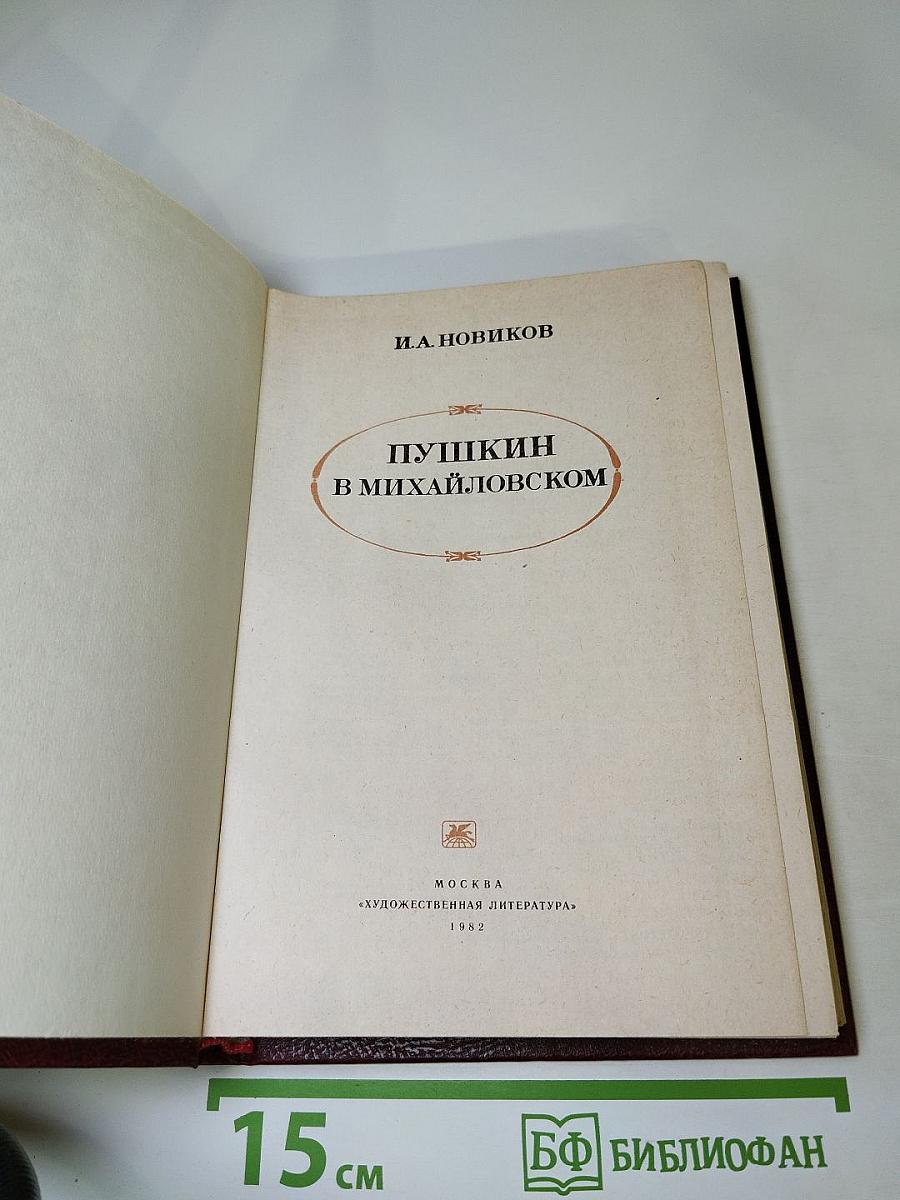 И.А.НОВИКОВ
ПУШКИН
В МИХАЙЛОВСКОМ
МОСКВА
«ХУДОЖЕСТВЕННАЯ ЛИТЕРАТУРА»
1982
15 см
БФ БИБЛИОФАН